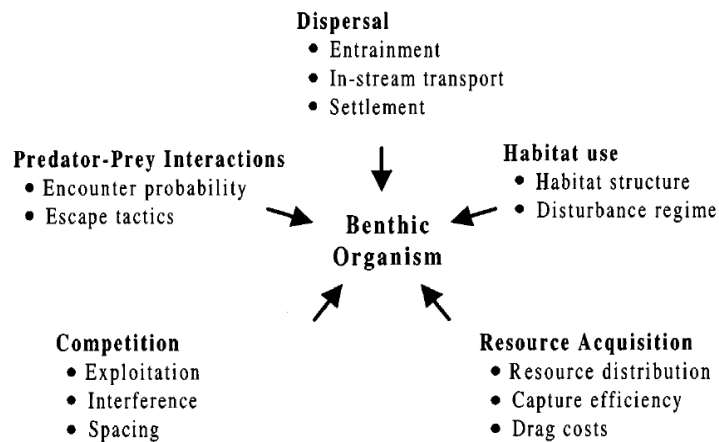 Dispersal
• Entrainment
• In-stream transport
• Settlement
Predator-Prey Interactions
• Encounter probability
• Escape tactics
Habitat use
• Habitat structure
• Disturbance regime
Benthic
Organism
Competition
• Exploitation
• Interference
• Spacing
Resource Acquisition
• Resource distribution
• Capture efficiency
• Drag costs